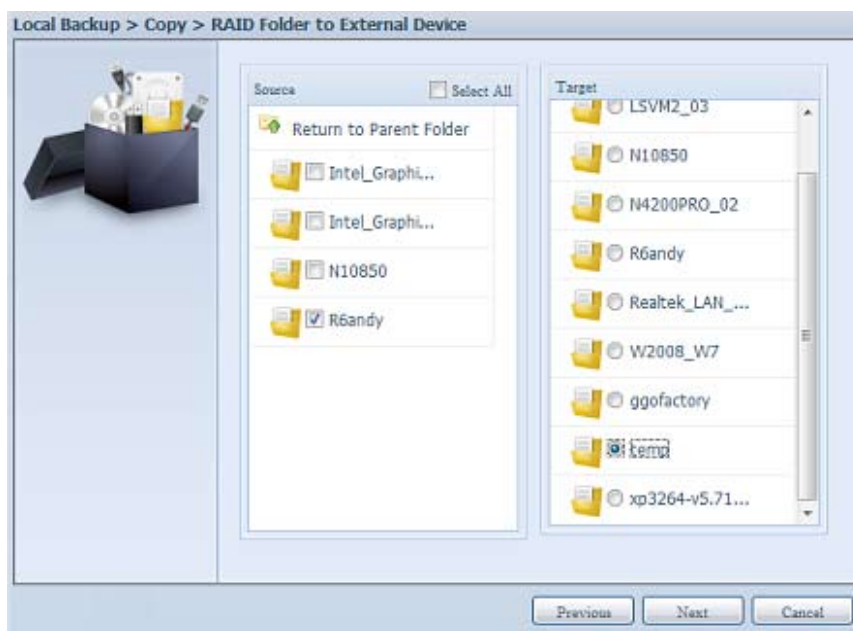 Local Backup > Copy > RAID Folder to External Device
Source
Select All
Return to Parent Folder
Intel_Graphi...
Intel_Graphi...
N10850
R6andy
Target
LSVM2_03
N10850
N4200PRO_02
R6andy
Realtek_LAN_...
W2008_W7
ggofactory
temp
xp3264-v5.71...
Previous
Next
Cancel